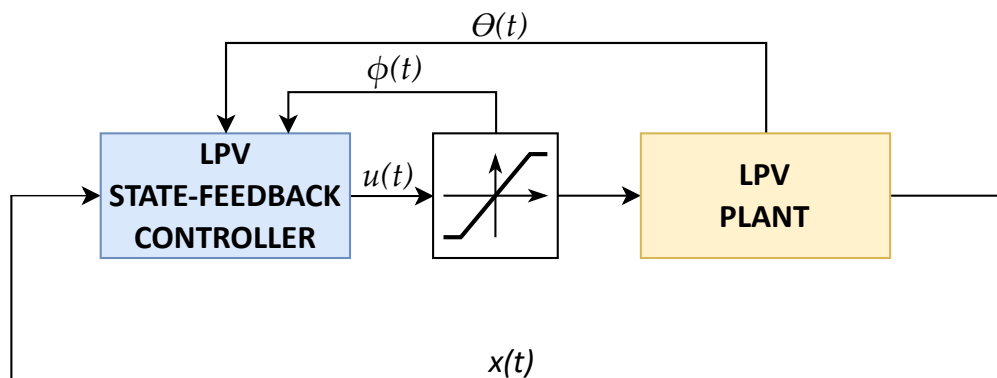 Θ(t)
ϕ(t)
LPV
STATE-FEEDBACK
CONTROLLER
u(t)
LPV
PLANT
x(t)